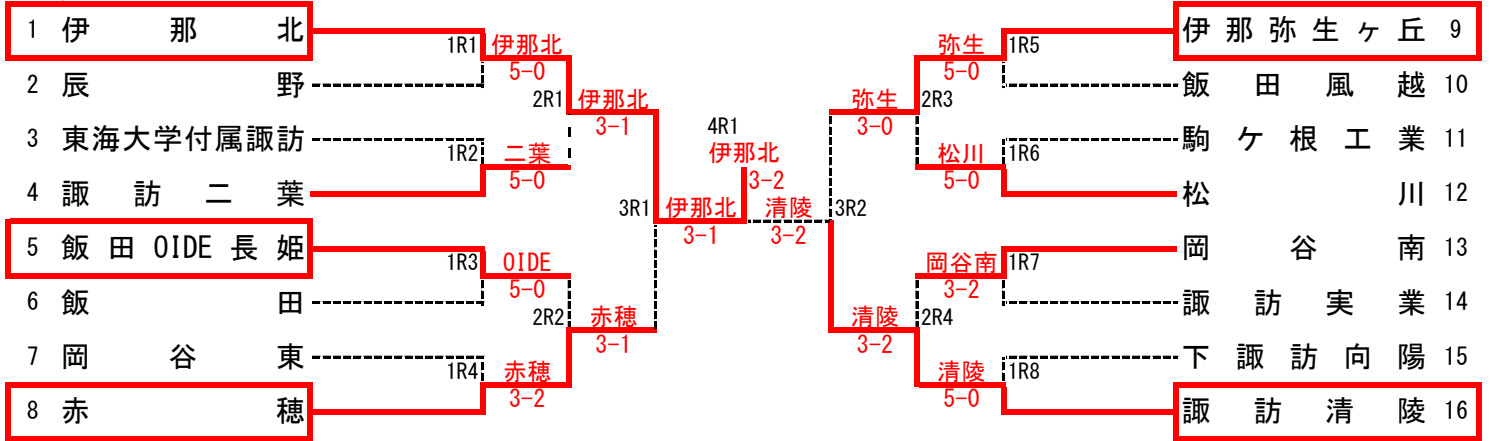 1 伊那北
1R1
伊那北
5-0
2 辰野
2R1
伊那北
3-1
3 東海大学付属諏訪
1R2
二葉
5-0
4 諏訪二葉
3R1
伊那北
3-1
5 飯田OIDE長姫
1R3
OIDE
5-0
6 飯田
2R2
赤穂
3-1
7 岡谷東
1R4
赤穂
3-2
8 赤穂
4R1
伊那北
3-2
伊那弥生ヶ丘 9
弥生
1R5
5-0
飯田風越 10
弥生
2R3
3-0
駒ケ根工業 11
松川
1R6
5-0
松川 12
清陵
3R2
3-2
岡谷南 13
岡谷南
1R7
3-2
諏訪実業 14
清陵
2R4
3-2
下諏訪向陽 15
清陵
1R8
5-0
諏訪清陵 16